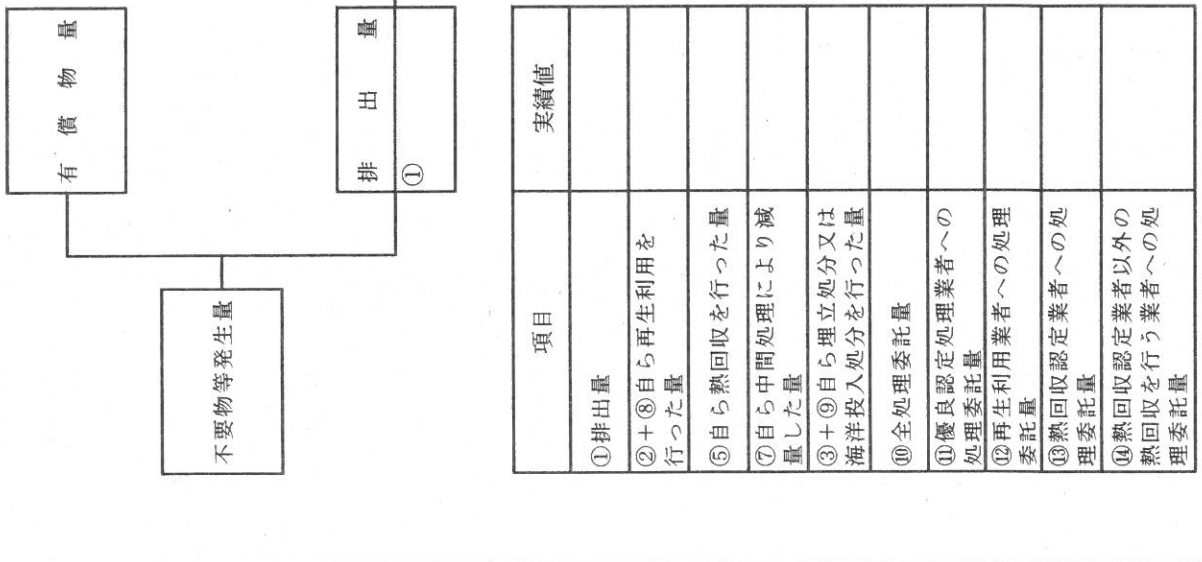 有償物量
不要物等発生量
排出量
①
項目
実績値
①排出量
②＋⑧自ら再生利用を
行った量
⑤自ら熱回収を行った量
⑦自ら中間処理により減
量した量
③＋⑨自ら埋立処分又は
海洋投入処分を行った量
⑩全処理委託量
⑪優良認定処理業者への
処理委託量
⑫再生利用業者への処理
委託量
⑬熱回収認定業者への処
理委託量
⑭熱回収認定業者以外の
熱回収を行う業者への処
理委託量